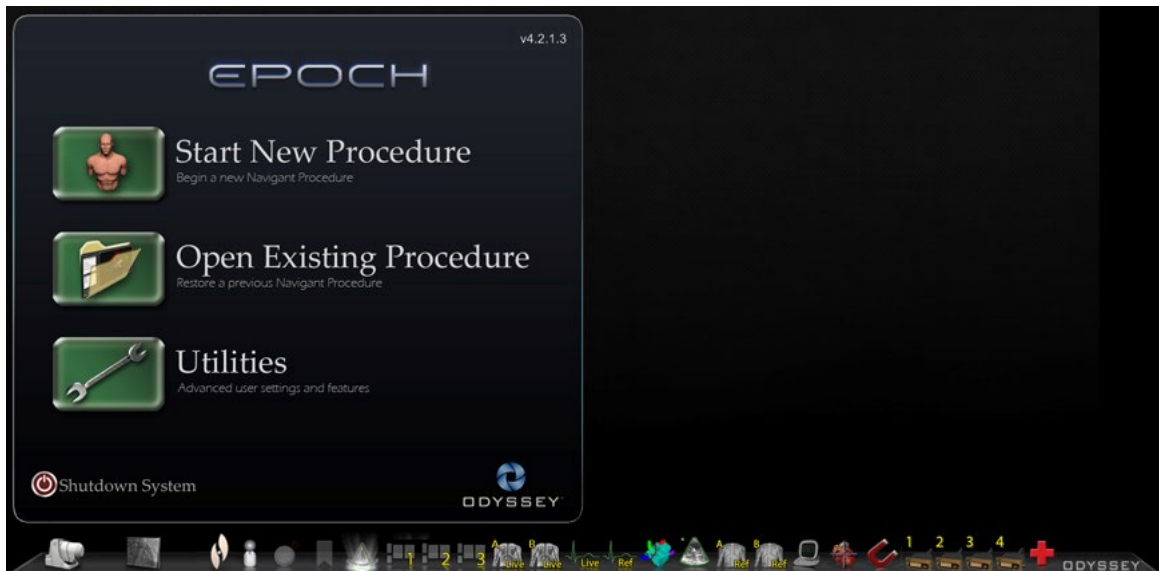 v4.2.1.3
EPOCH
Start New Procedure
Begin a new Navigant Procedure
Open Existing Procedure
Restore a previous Navigant Procedure
Utilities
Advanced user settings and features
Shutdown System
ODYSSEY
1 2 3 A Live B Live Live Ref A Ref B Ref 1 2 3 4 ODYSSEY